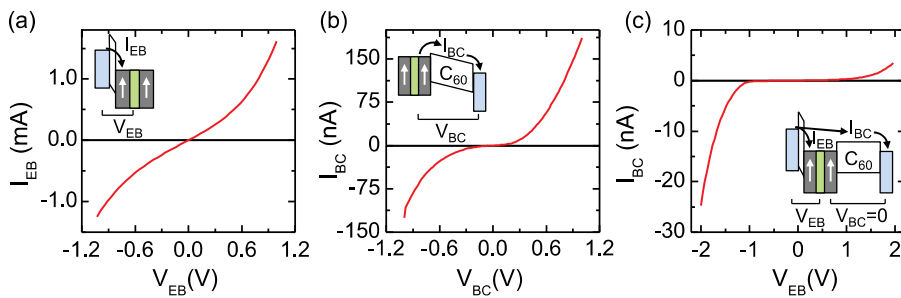 (a)
I_EB (mA)
1.0
0.0
-1.0
-1.2 -0.6 0.0 0.6 1.2
V_EB(V)
I_EB
V_EB
(b)
I_BC (nA)
150
75
0
-75
-150
-1.2 -0.6 0.0 0.6 1.2
V_BC(V)
I_BC
C_60
V_BC
(c)
I_BC (nA)
10
0
-10
-20
-30
-2 -1 0 1 2
V_EB(V)
I_EB
I_BC
C_60
V_EB
V_BC=0